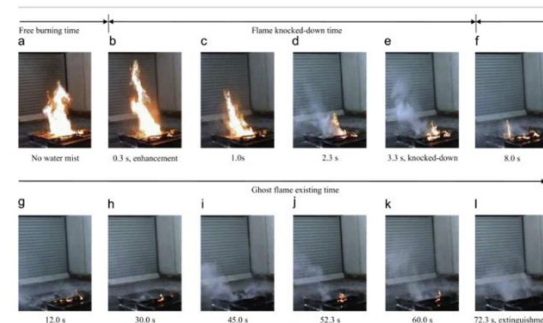 Free burning time
Flame knocked-down time
a
b
c
d
e
f
No water mist
0.3 s, enhancement
1.0s
2.3 s
3.3 s, knocked-down
8.0 s
Ghost flame existing time
g
h
i
j
k
l
12.0 s
30.0 s
45.0 s
52.3 s
60.0 s
72.3 s, extinguishme